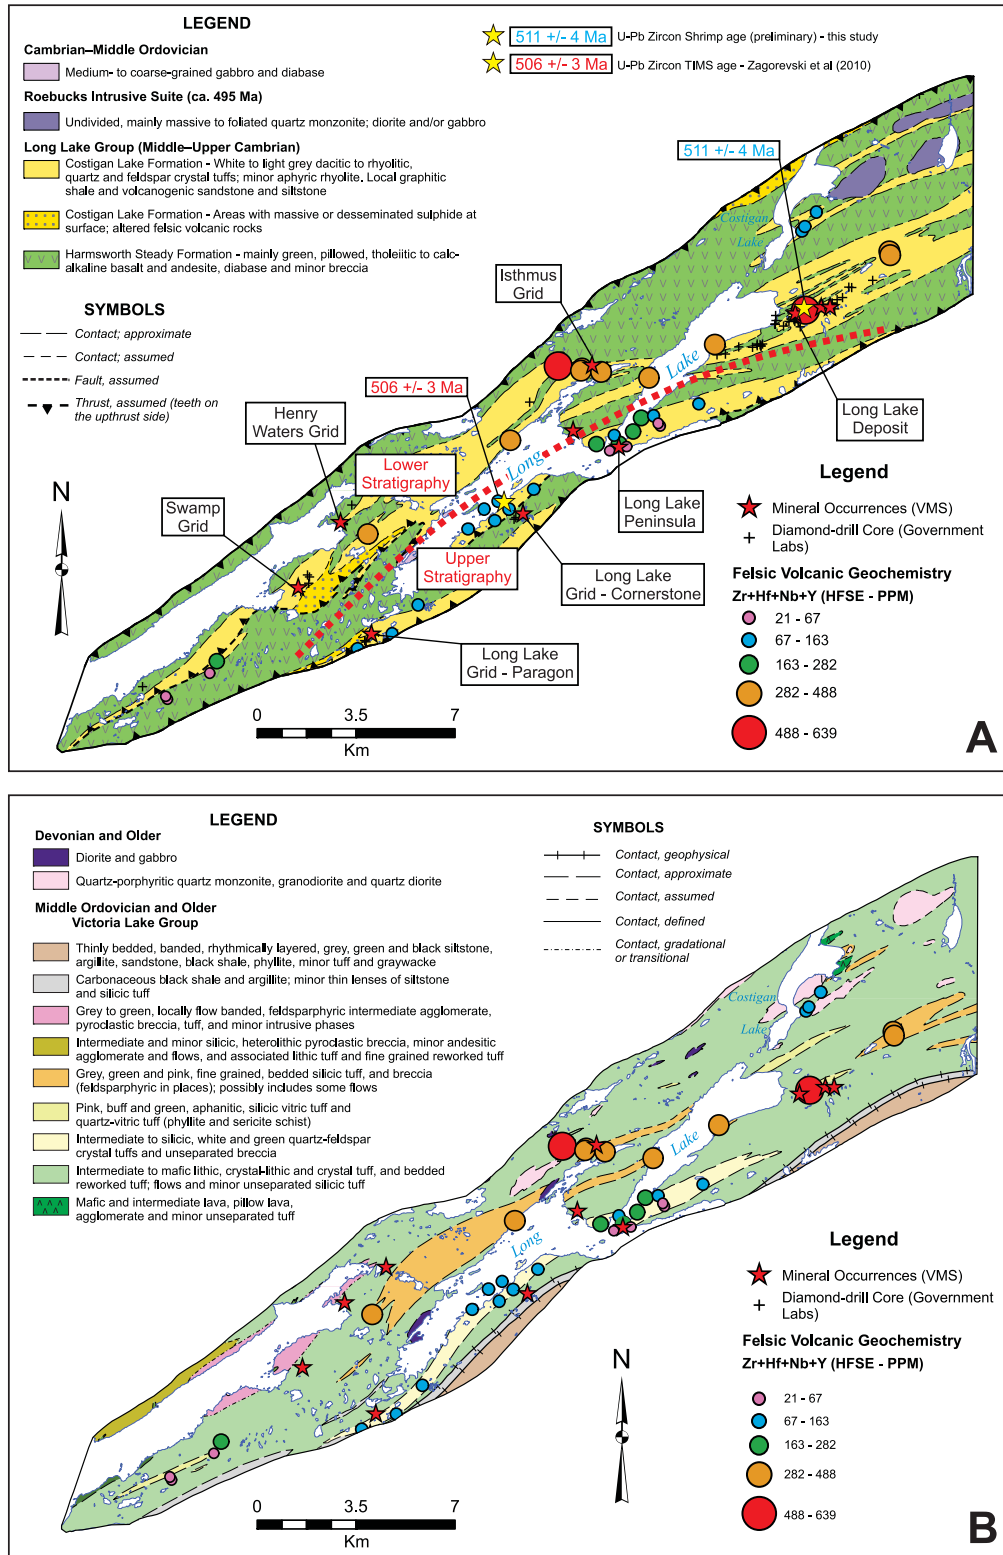 LEGEND
Cambrian–Middle Ordovician
Medium- to coarse-grained gabbro and diabase
Roebucks Intrusive Suite (ca. 495 Ma)
Undivided, mainly massive to foliated quartz monzonite; diorite and/or gabbro
Long Lake Group (Middle–Upper Cambrian)
Costigan Lake Formation - White to light grey dacitic to rhyolitic,
quartz and feldspar crystal tuffs; minor aphyric rhyolite. Local graphitic
shale and volcanogenic sandstone and siltstone
Costigan Lake Formation - Areas with massive or desseminated sulphide at
surface; altered felsic volcanic rocks
Harmsworth Steady Formation - mainly green, pillowed, tholeiitic to calc-
alkaline basalt and andesite, diabase and minor breccia
SYMBOLS
Contact; approximate
Contact; assumed
Fault, assumed
Thrust, assumed (teeth on
the upthrust side)
511 +/- 4 Ma
U-Pb Zircon Shrimp age (preliminary) - this study
506 +/- 3 Ma
U-Pb Zircon TIMS age - Zagorevski et al (2010)
511 +/- 4 Ma
Costigan
Lake
Isthmus
Grid
506 +/- 3 Ma
Henry
Waters Grid
Lower
Stratigraphy
Lake
Long
Long Lake
Deposit
Swamp
Grid
Upper
Stratigraphy
Long Lake
Peninsula
Long Lake
Grid - Cornerstone
Long Lake
Grid - Paragon
N
0
3.5
7
Km
Legend
Mineral Occurrences (VMS)
Diamond-drill Core (Government
Labs)
Felsic Volcanic Geochemistry
Zr+Hf+Nb+Y (HFSE - PPM)
21 - 67
67 - 163
163 - 282
282 - 488
488 - 639
A
LEGEND
Devonian and Older
Diorite and gabbro
Quartz-porphyritic quartz monzonite, granodiorite and quartz diorite
Middle Ordovician and Older
Victoria Lake Group
Thinly bedded, banded, rhythmically layered, grey, green and black siltstone,
argillite, sandstone, black shale, phyllite, minor tuff and graywacke
Carbonaceous black shale and argillite; minor thin lenses of siltstone
and silicic tuff
Grey to green, locally flow banded, feldsparphyric intermediate agglomerate,
pyroclastic breccia, tuff, and minor intrusive phases
Intermediate and minor silicic, heterolithic pyroclastic breccia, minor andesitic
agglomerate and flows, and associated lithic tuff and fine grained reworked tuff
Grey, green and pink, fine grained, bedded silicic tuff, and breccia
(feldsparphyric in places); possibly includes some flows
Pink, buff and green, aphanitic, silicic vitric tuff and
quartz-vitric tuff (phyllite and sericite schist)
Intermediate to silicic, white and green quartz-feldspar
crystal tuffs and unseparated breccia
Intermediate to mafic lithic, crystal-lithic and crystal tuff, and bedded
reworked tuff; flows and minor unseparated silicic tuff
Mafic and intermediate lava, pillow lava,
agglomerate and minor unseparated tuff
SYMBOLS
Contact, geophysical
Contact, approximate
Contact, assumed
Contact, defined
Contact, gradational
or transitional
Costigan
Lake
Lake
Long
N
0
3.5
7
Km
Legend
Mineral Occurrences (VMS)
Diamond-drill Core (Government
Labs)
Felsic Volcanic Geochemistry
Zr+Hf+Nb+Y (HFSE - PPM)
21 - 67
67 - 163
163 - 282
282 - 488
488 - 639
B